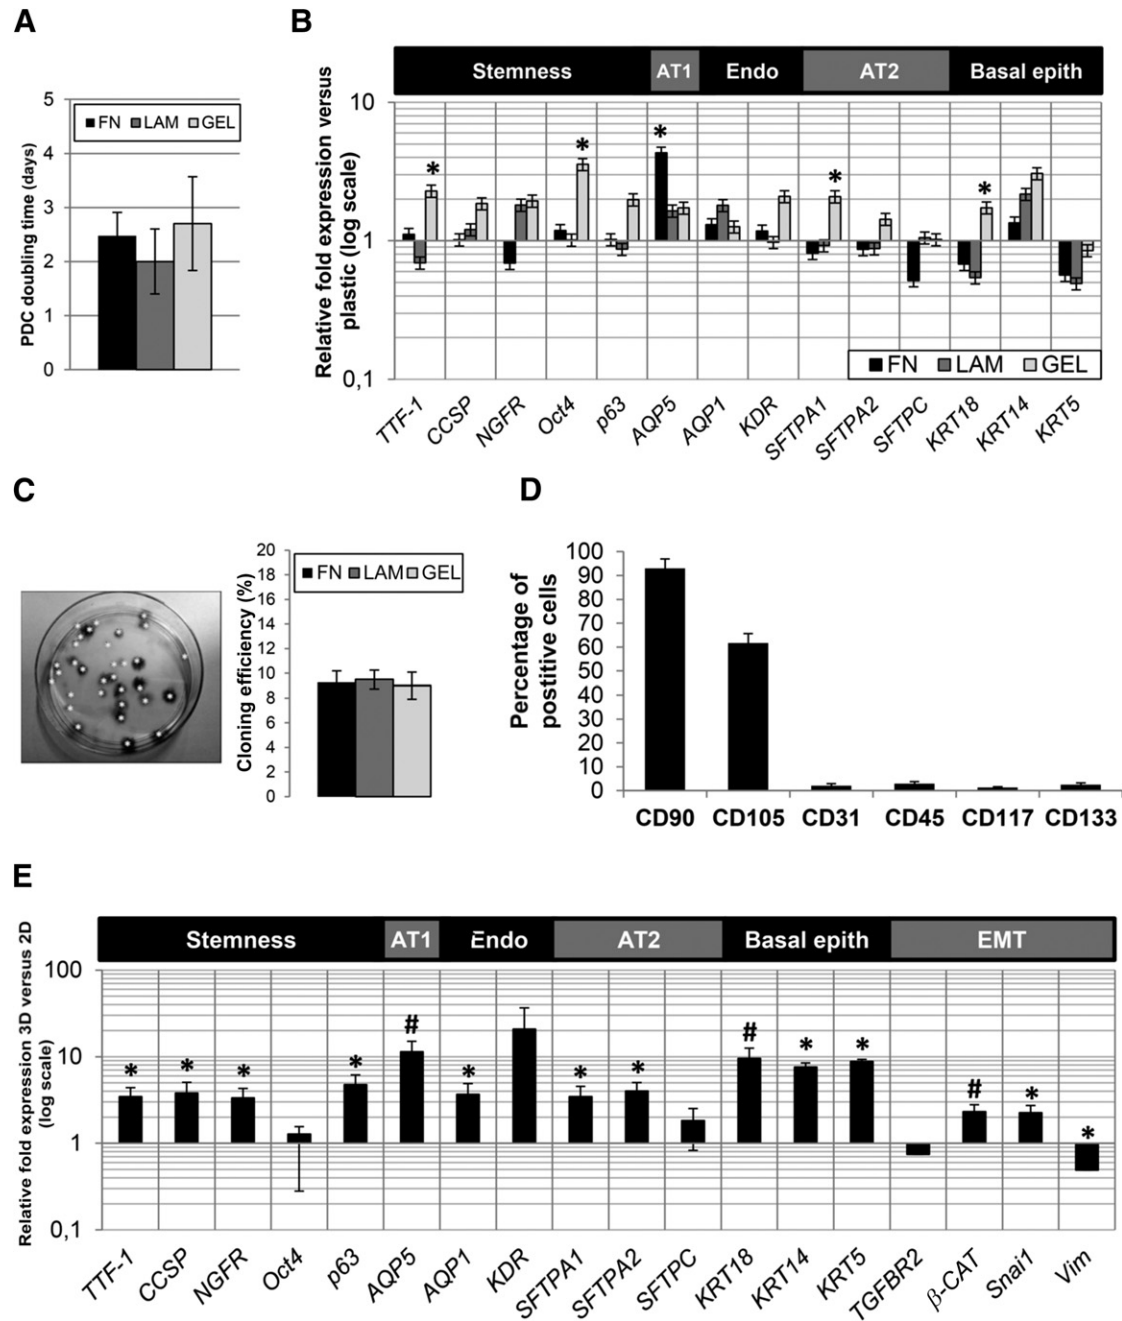 A
5
4
3
2
1
0
PDC doubling time (days)
FN LAM GEL
B
Stemness AT1 Endo AT2 Basal epith
Relative fold expression versus
plastic (log scale)
10
1
0,1
* * * * *
FN LAM GEL
TTF-1 CCSP NGFR Oct4 p63 AQP5 AQP1 KDR SFTPA1 SFTPA2 SFTPC KRT18 KRT14 KRT5
C
Cloning efficiency (%)
20
18
16
14
12
10
8
6
4
2
0
FN LAM GEL
D
Percentage of
postitive cells
100
90
80
70
60
50
40
30
20
10
0
CD90 CD105 CD31 CD45 CD117 CD133
E
Stemness AT1 Endo AT2 Basal epith EMT
Relative fold expression 3D versus 2D
(log scale)
100
10
1
0,1
* * * * # * * * # * * # * *
TTF-1 CCSP NGFR Oct4 p63 AQP5 AQP1 KDR SFTPA1 SFTPA2 SFTPC KRT18 KRT14 KRT5 TGFBR2 β-CAT Snai1 Vim